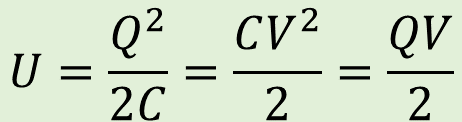 U = Q²/2C = CV²/2 = QV/2